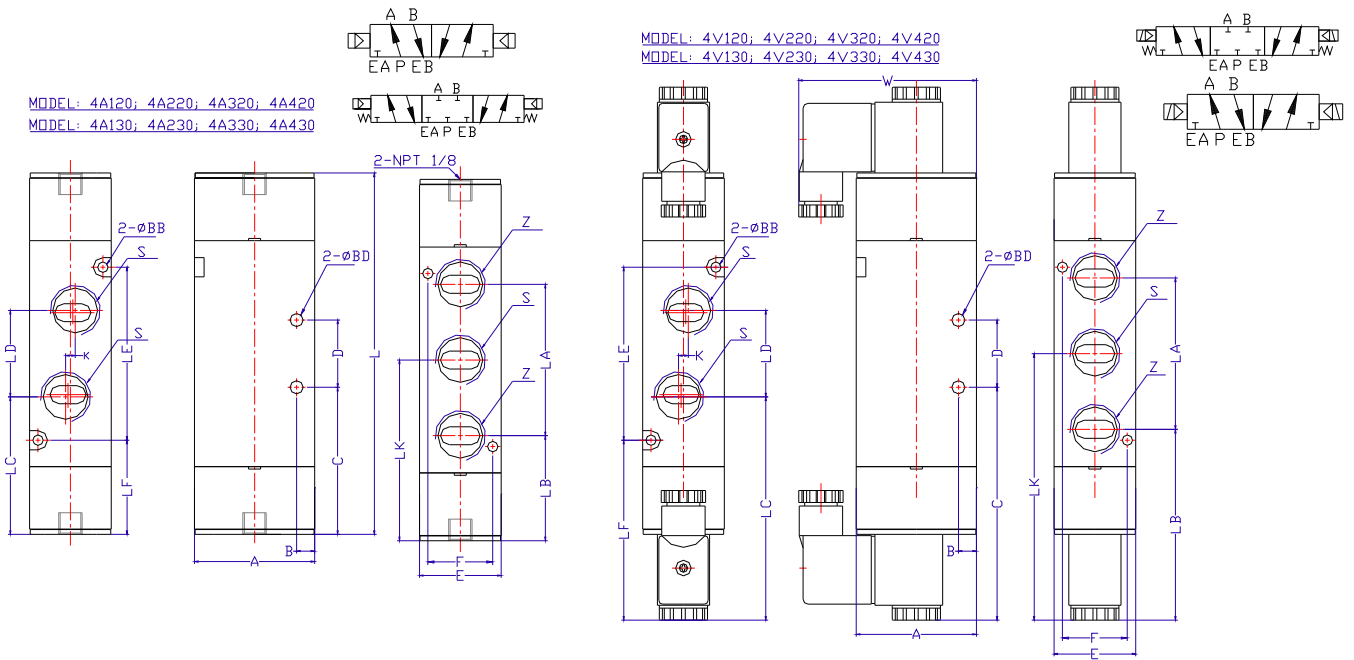 A B
EA P EB
MODEL: 4A120; 4A220; 4A320; 4A420
MODEL: 4A130; 4A230; 4A330; 4A430
A B
W W
EA P EB
2-NPT 1/8
2-øBB
S
S
K
LD
LE
LC
LF
2-øBD
D
L
C
B
A
Z
S
Z
LA
LK
LB
F
E
MODEL: 4V120; 4V220; 4V320; 4V420
MODEL: 4V130; 4V230; 4V330; 4V430
A B
W W
EA P EB
A B
EA P EB
W
2-øBB
S
S
K
LE
LD
LF
LC
2-øBD
D
C
B
A
Z
S
Z
LA
LK
LB
F
E